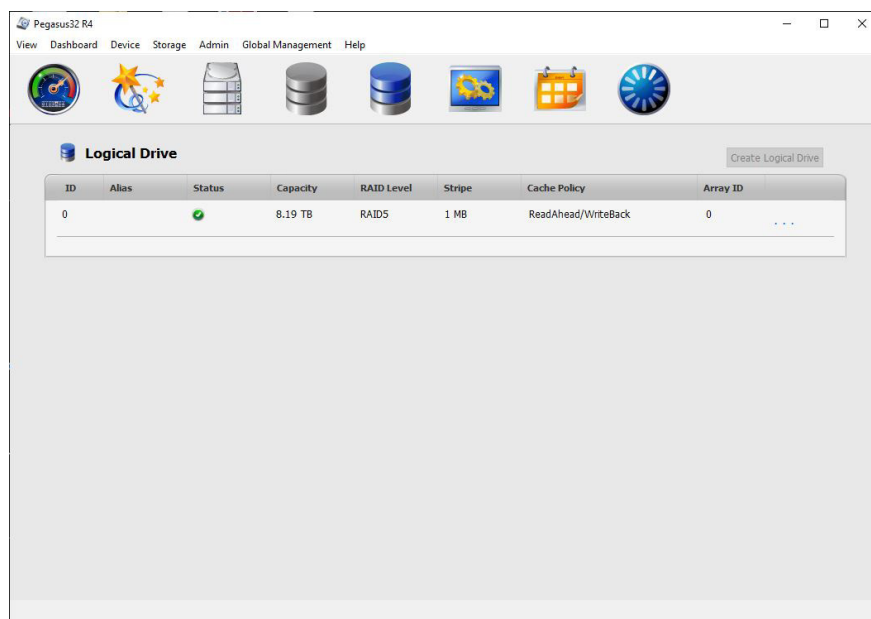 Pegasus32 R4
View Dashboard Device Storage Admin Global Management Help
Logical Drive
Create Logical Drive
ID Alias Status Capacity RAID Level Stripe Cache Policy Array ID
0 8.19 TB RAID5 1 MB ReadAhead/WriteBack 0 ...